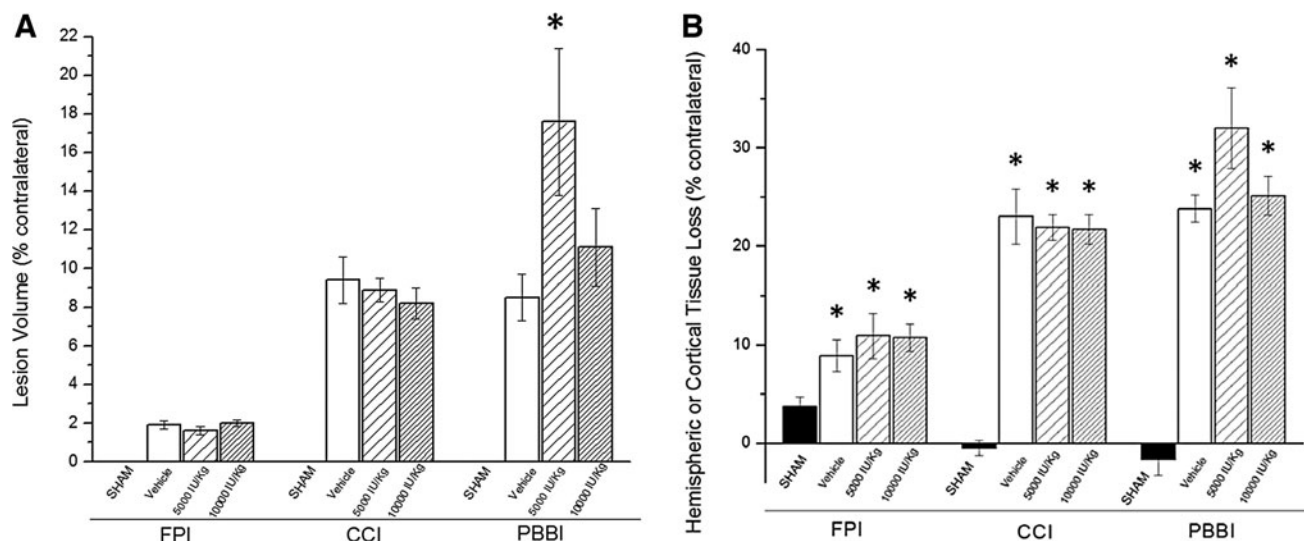 A
Lesion Volume (% contralateral)
22
20
18
16
14
12
10
8
6
4
2
0
*
SHAM
Vehicle
5000 IU/Kg
10000 IU/Kg
SHAM
Vehicle
5000 IU/Kg
10000 IU/Kg
SHAM
Vehicle
5000 IU/Kg
10000 IU/Kg
FPI
CCI
PBBI
B
Hemispheric or Cortical Tissue Loss (% contralateral)
40
30
20
10
0
*
*
*
*
*
*
*
*
*
SHAM
Vehicle
5000 IU/Kg
10000 IU/Kg
SHAM
Vehicle
5000 IU/Kg
10000 IU/Kg
SHAM
Vehicle
5000 IU/Kg
10000 IU/Kg
FPI
CCI
PBBI